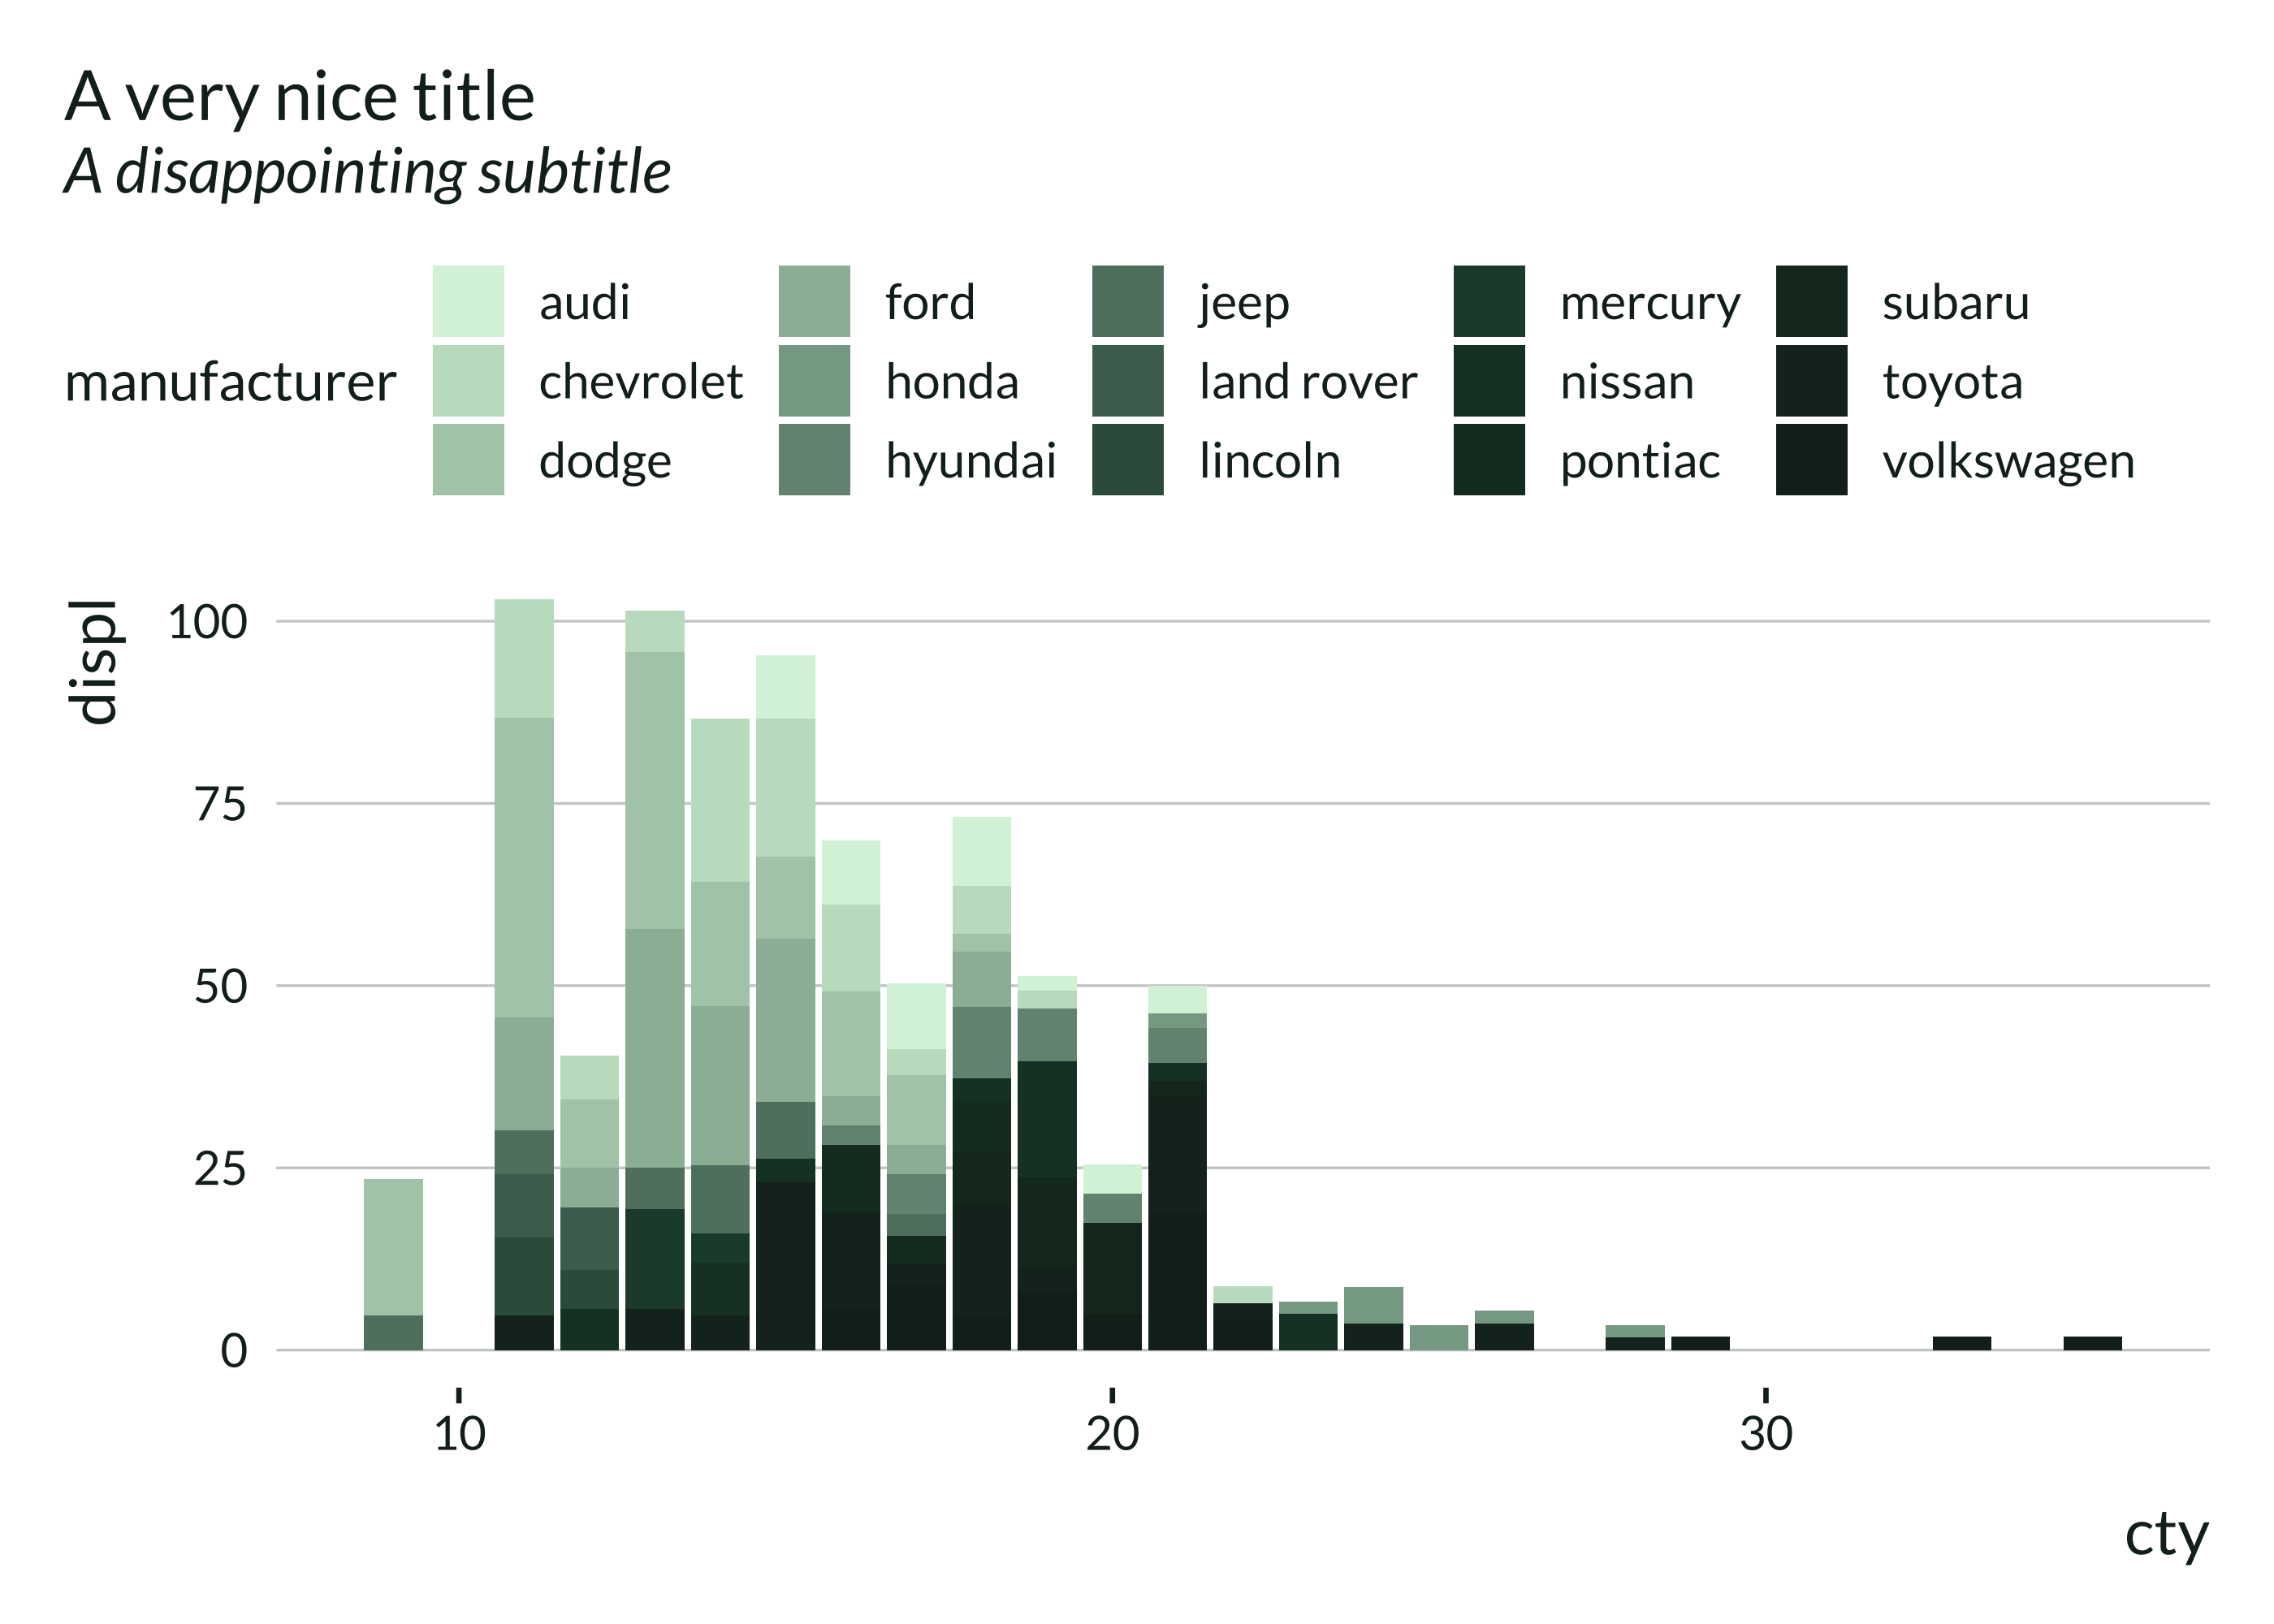 A very nice title
A disappointing subtitle
manufacturer
audi
chevrolet
dodge
ford
honda
hyundai
jeep
land rover
lincoln
mercury
nissan
pontiac
subaru
toyota
volkswagen
displ
100
75
50
25
0
10
20
30
cty